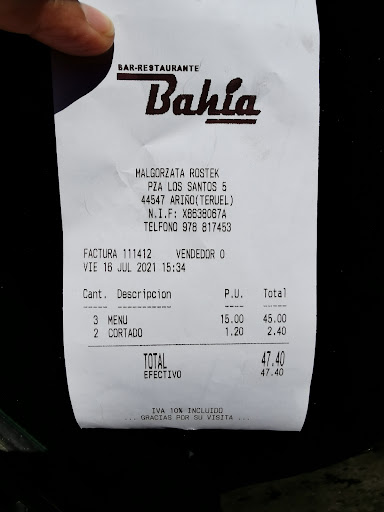 BAR-RESTAURANTE
Bahía
MALGORZATA ROSTEK
PZA LOS SANTOS 5
44547 ARIÑO(TERUEL)
N.I.F: X8638067A
TELFONO 978 817453
FACTURA 111412 VENDEDOR 0
VIE 16 JUL 2021 15:34
Cant. Descripcion P.U. Total
3 MENU 15.00 45.00
2 CORTADO 1.20 2.40
TOTAL 47.40
EFECTIVO 47.40
IVA 10% INCLUIDO
... GRACIAS POR SU VISITA ...